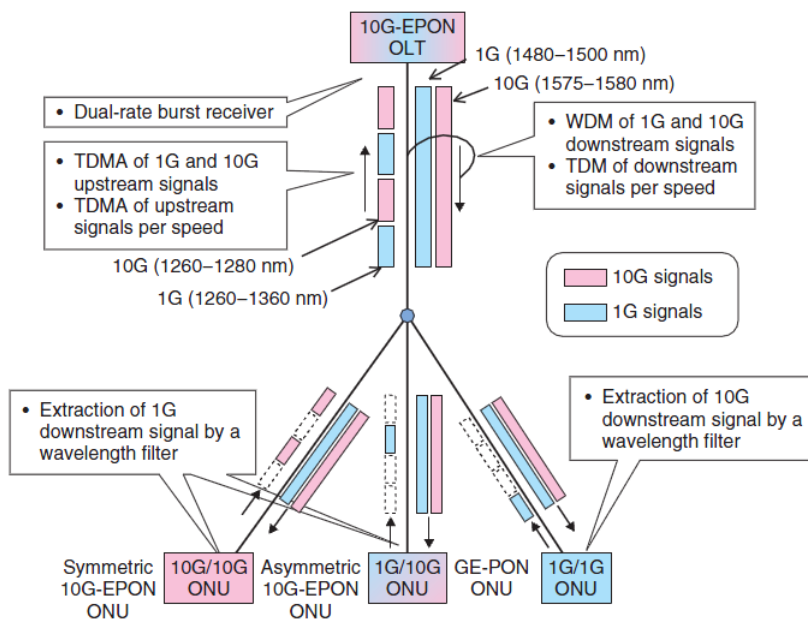 10G-EPON
OLT
1G (1480–1500 nm)
10G (1575–1580 nm)
• Dual-rate burst receiver
• WDM of 1G and 10G
downstream signals
• TDM of downstream
signals per speed
• TDMA of 1G and 10G
upstream signals
• TDMA of upstream
signals per speed
10G (1260–1280 nm)
1G (1260–1360 nm)
10G signals
1G signals
• Extraction of 1G
downstream signal by a
wavelength filter
• Extraction of 10G
downstream signal by a
wavelength filter
Symmetric
10G-EPON
ONU
10G/10G
ONU
Asymmetric
10G-EPON
ONU
1G/10G
ONU
GE-PON
ONU
1G/1G
ONU